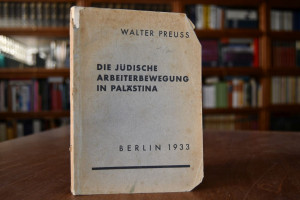 WALTER PREUSS
DIE JÜDISCHE
ARBEITERBEWEGUNG
IN PALÄSTINA
BERLIN 1933